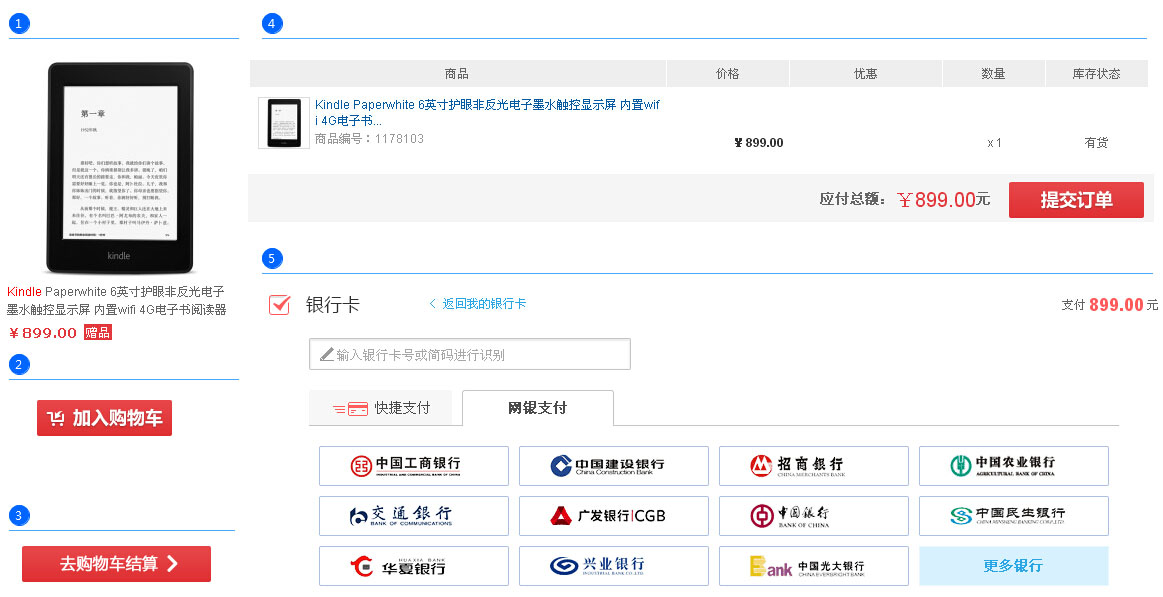 1
第一章
kindle
Kindle Paperwhite 6英寸护眼非反光电子
墨水触控显示屏 内置wifi 4G电子书阅读器
￥899.00 赠品
2
加入购物车
3
去购物车结算
4
商品 价格 优惠 数量 库存状态
Kindle Paperwhite 6英寸护眼非反光电子墨水触控显示屏 内置wif
i 4G电子书...
商品编号：1178103
￥899.00 x 1 有货
应付总额： ￥899.00元 提交订单
5
银行卡 < 返回我的银行卡 支付 899.00 元
输入银行卡号或简码进行识别
快捷支付 网银支付
中国工商银行 中国建设银行 招商银行 中国农业银行
INDUSTRIAL AND COMMERCIAL BANK OF CHINA China Construction Bank CHINA MERCHANTS BANK AGRICULTURAL BANK OF CHINA
交通银行 广发银行|CGB 中国银行 中国民生银行
BANK OF COMMUNICATIONS BANK OF CHINA CHINA MINSHENG BANKING CORP.,LTD.
HUAXIA BANK
华夏银行 兴业银行 Bank 中国光大银行 更多银行
INDUSTRIAL BANK CO.,LTD. CHINA EVERBRIGHT BANK